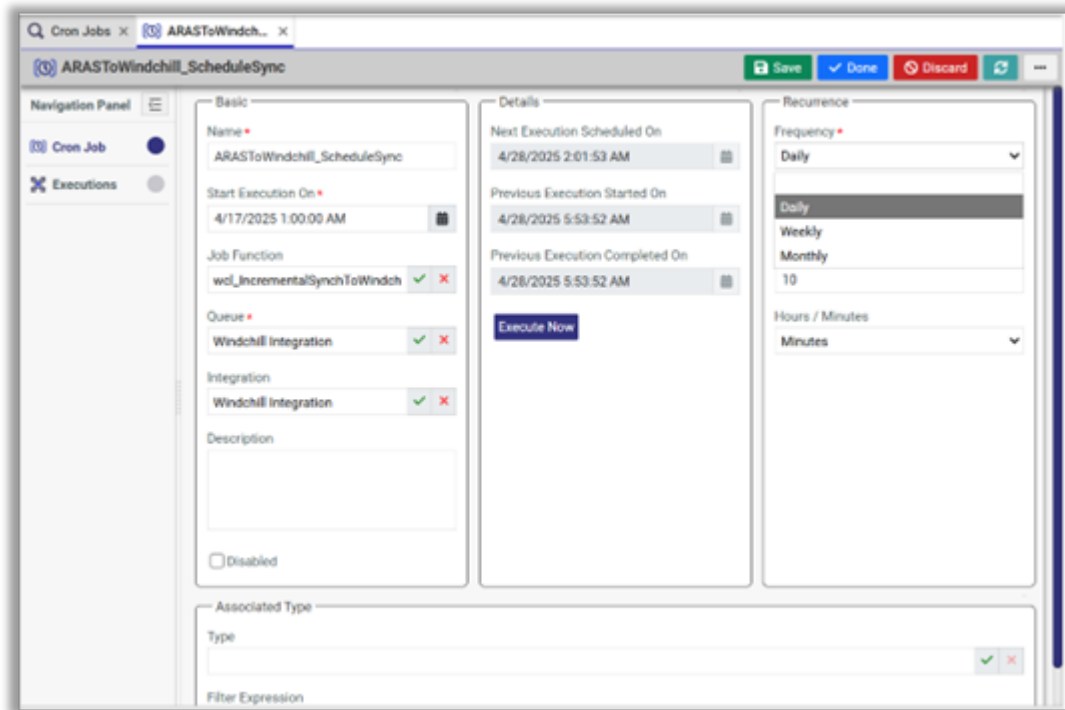 Cron Jobs
ARASToWindch...
ARASToWindchill_ScheduleSync
Save
Done
Discard
Navigation Panel
Cron Job
Executions
Basic
Name *
ARASToWindchill_ScheduleSync
Start Execution On *
4/17/2025 1:00:00 AM
Job Function
wcl_IncrementalSynchToWindch
Queue *
Windchill Integration
Integration
Windchill Integration
Description
Disabled
Details
Next Execution Scheduled On
4/28/2025 2:01:53 AM
Previous Execution Started On
4/28/2025 5:53:52 AM
Previous Execution Completed On
4/28/2025 5:53:52 AM
Execute Now
Recurrence
Frequency *
Daily
Daily
Weekly
Monthly
10
Hours / Minutes
Minutes
Associated Type
Type
Filter Expression